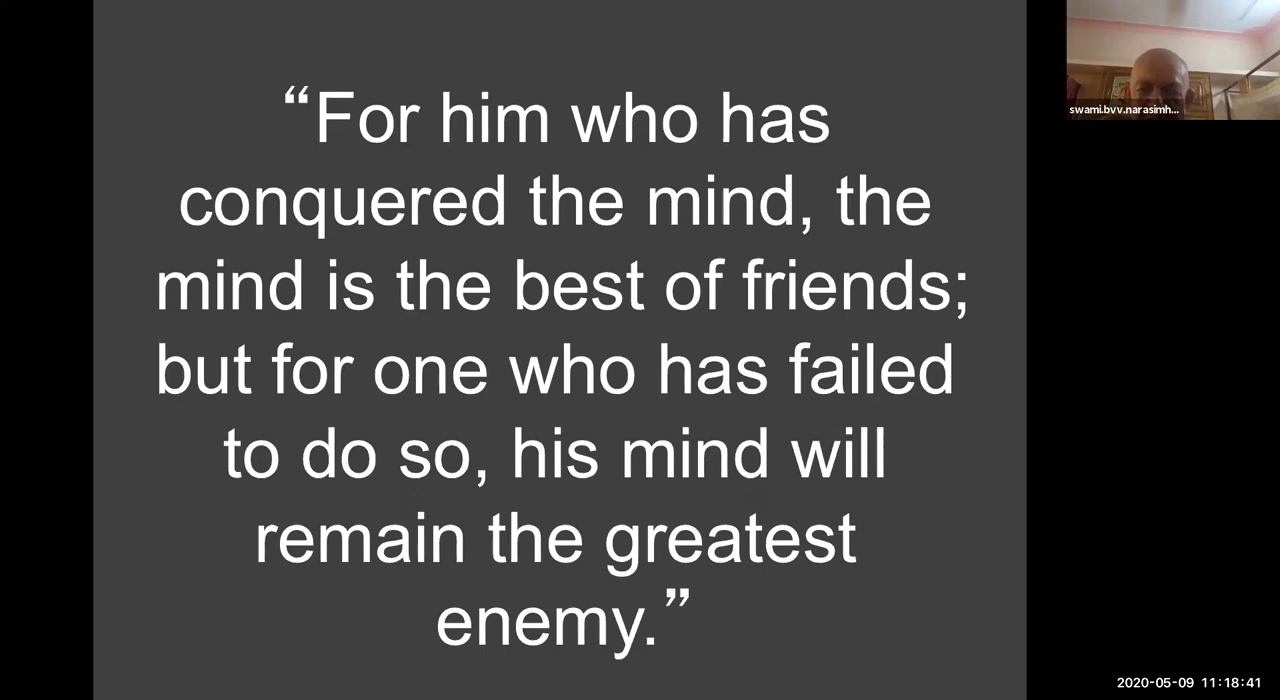 “For him who has
conquered the mind, the
mind is the best of friends;
but for one who has failed
to do so, his mind will
remain the greatest
enemy.”
swami.bvv.narasimh...
2020-05-09 11:18:41